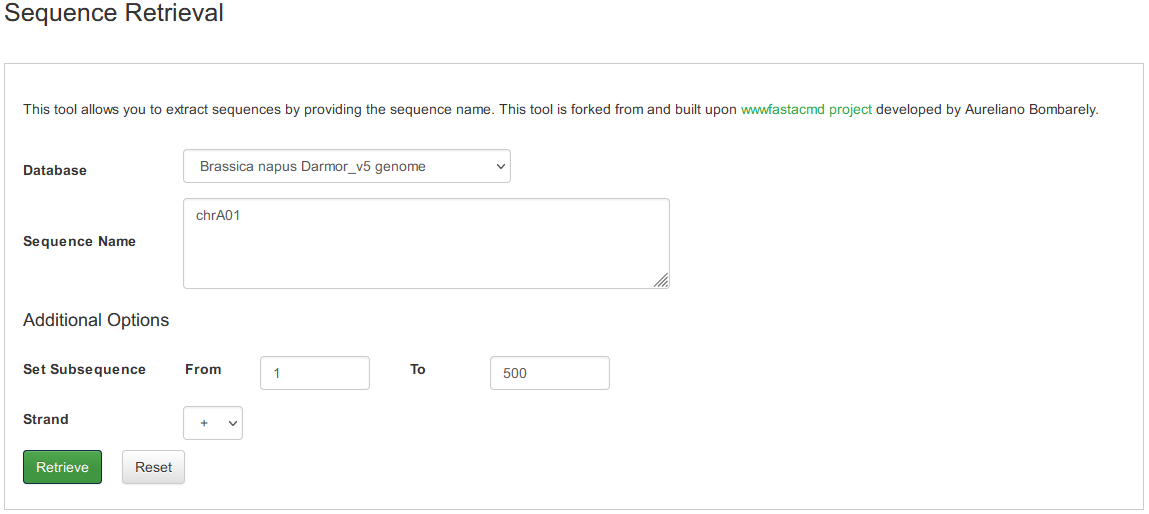 Sequence Retrieval
This tool allows you to extract sequences by providing the sequence name. This tool is forked from and built upon wwwfastacmd project developed by Aureliano Bombarely.
Database Brassica napus Darmor_v5 genome
chrA01
Sequence Name
Additional Options
Set Subsequence From 1 To 500
Strand +
Retrieve Reset